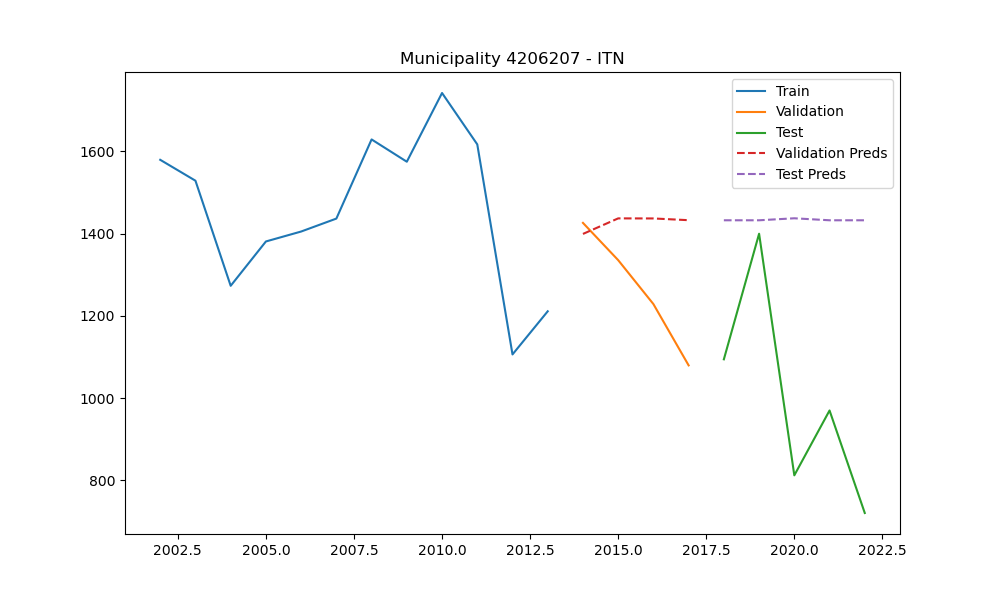 Municipality 4206207 - ITN
Train
Validation
Test
Validation Preds
Test Preds
1600
1400
1200
1000
800
2002.5 2005.0 2007.5 2010.0 2012.5 2015.0 2017.5 2020.0 2022.5